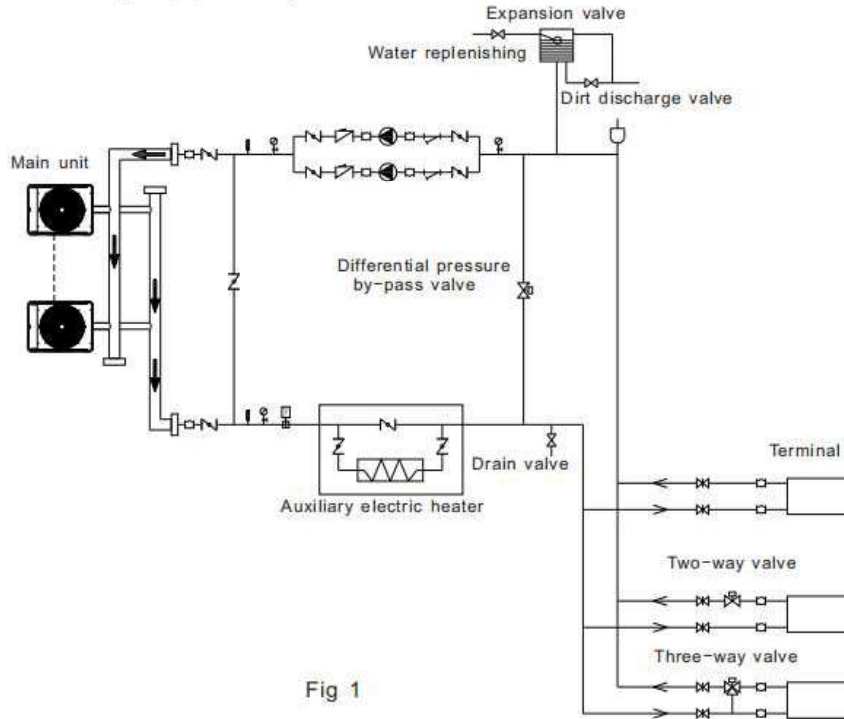 Expansion valve
Water replenishing
Dirt discharge valve
Main unit
Differential pressure
by-pass valve
Drain valve
Auxiliary electric heater
Terminal
Two-way valve
Three-way valve
Fig 1